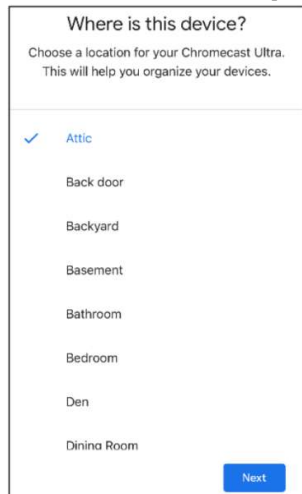 Where is this device?
Choose a location for your Chromecast Ultra.
This will help you organize your devices.
Attic
Back door
Backyard
Basement
Bathroom
Bedroom
Den
Dining Room
Next